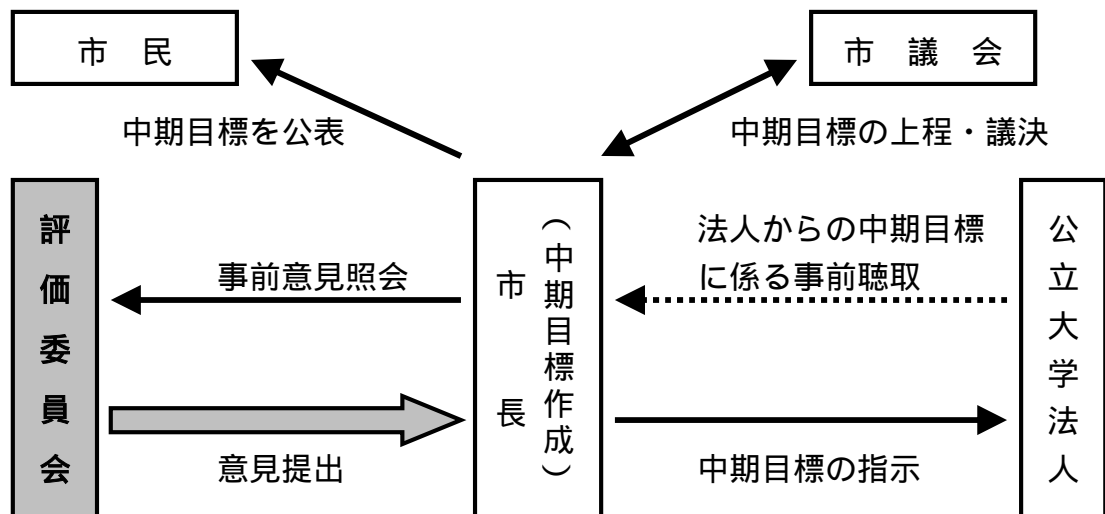 市　民
市　議　会
中期目標を公表
中期目標の上程・議決
評価委員会
事前意見照会
意見提出
市　長
（中期目標作成）
法人からの中期目標
に係る事前聴取
中期目標の指示
公立大学法人